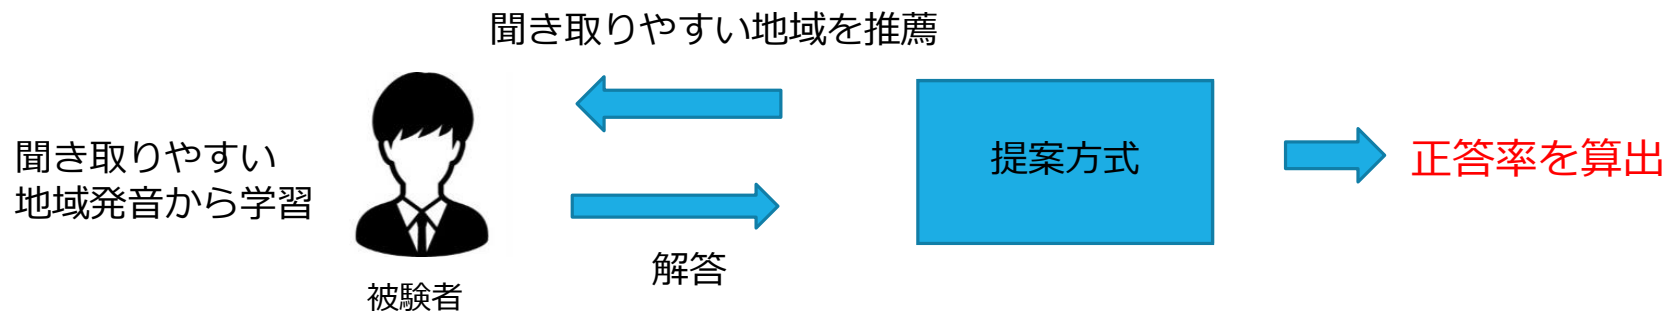 聞き取りやすい地域を推薦
聞き取りやすい
地域発音から学習
提案方式
正答率を算出
解答
被験者